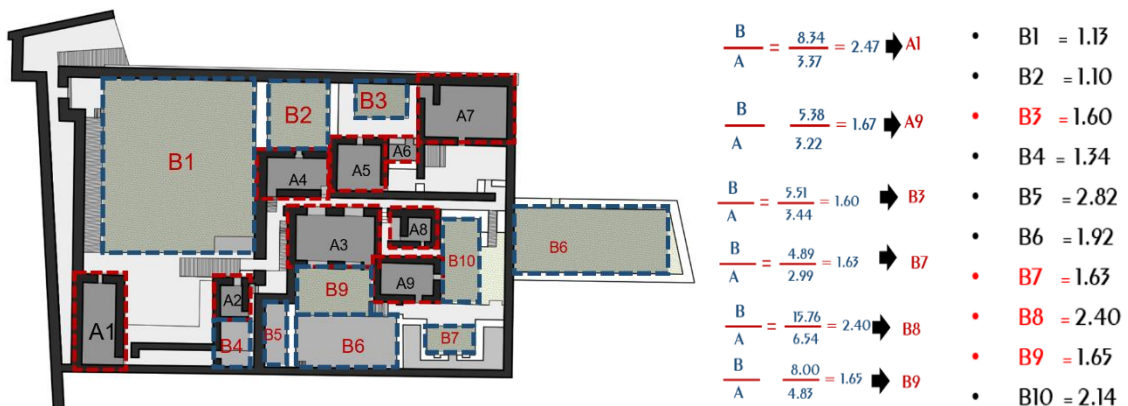 B1
B2
B3
A7
A6
A5
A4
A3
A8
B10
B6
A9
B9
A2
A1
B4
B5
B6
B7
B/A = 8.34/3.37 = 2.47 A1
B/A 5.38/3.22 = 1.67 A9
B/A = 5.51/3.44 = 1.60 B3
B/A = 4.89/2.99 = 1.63 B7
B/A = 15.76/6.54 = 2.40 B8
B/A 8.00/4.83 = 1.65 B9
• B1 = 1.13
• B2 = 1.10
• B3 = 1.60
• B4 = 1.34
• B5 = 2.82
• B6 = 1.92
• B7 = 1.63
• B8 = 2.40
• B9 = 1.65
• B10 = 2.14